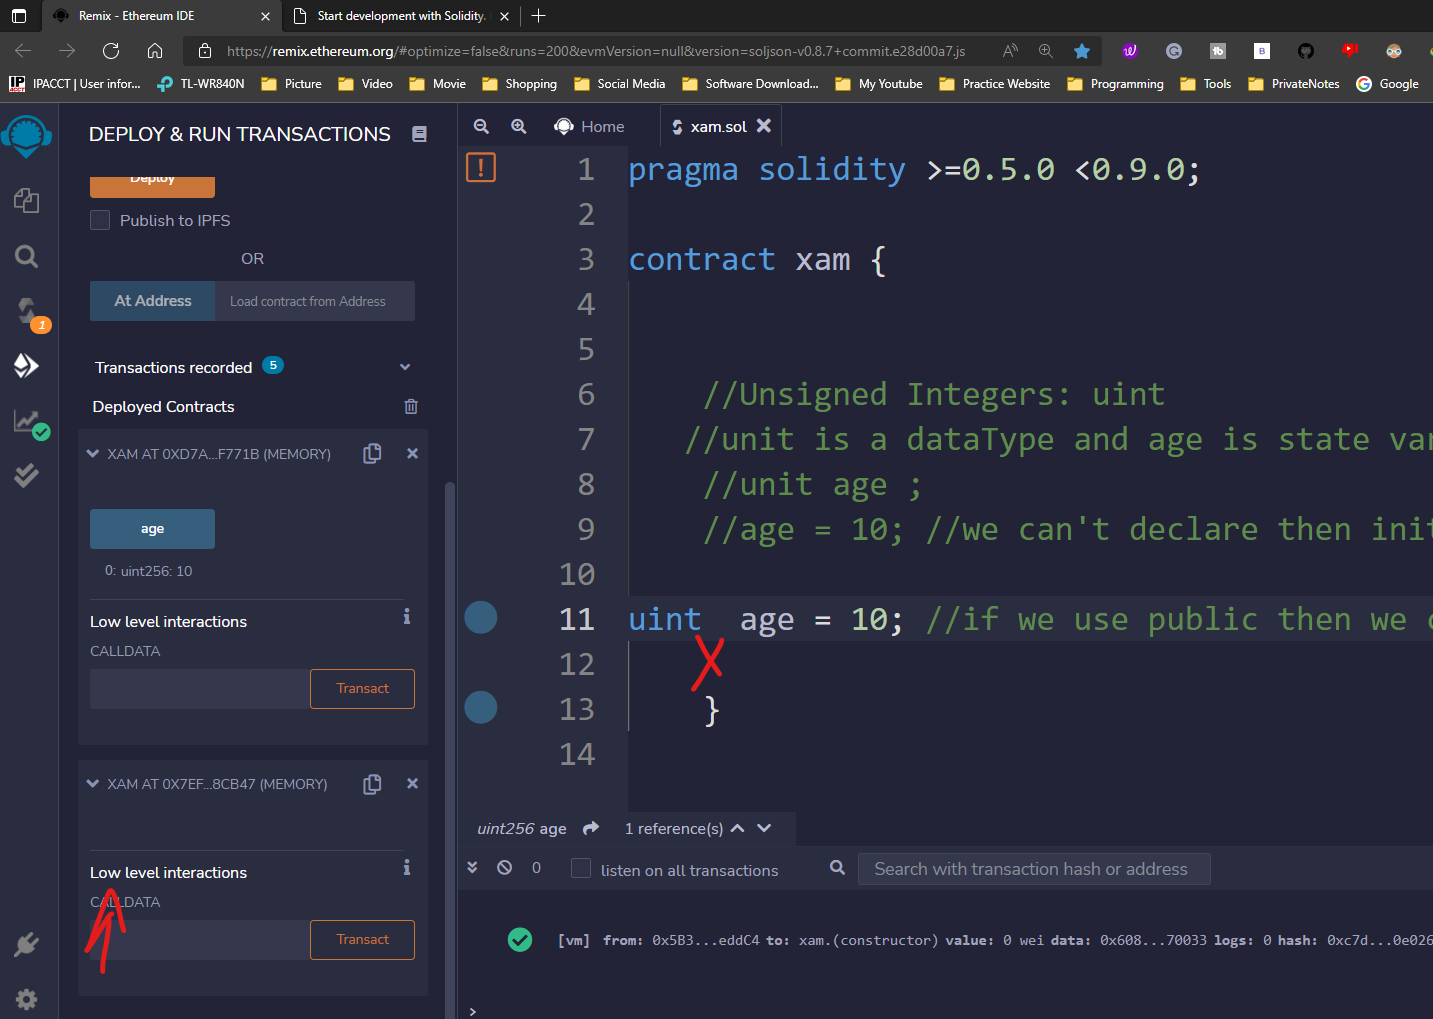 Remix - Ethereum IDE
Start development with Solidity.
https://remix.ethereum.org/#optimize=false&runs=200&evmVersion=null&version=soljson-v0.8.7+commit.e28d00a7.js
IPACCT | User infor... TL-WR840N Picture Video Movie Shopping Social Media Software Download... My Youtube Practice Website Programming Tools PrivateNotes Google
DEPLOY & RUN TRANSACTIONS
Deploy
Publish to IPFS
OR
At Address Load contract from Address
Transactions recorded 5
Deployed Contracts
XAM AT 0XD7A...F771B (MEMORY)
age
0: uint256: 10
Low level interactions
CALLDATA
Transact
XAM AT 0X7EF...8CB47 (MEMORY)
Low level interactions
CALLDATA
Transact
1
Home xam.sol
1 pragma solidity >=0.5.0 <0.9.0;
2
3 contract xam {
4
5
6 //Unsigned Integers: uint
7 //unit is a dataType and age is state var
8 //unit age ;
9 //age = 10; //we can't declare then init
10
11 uint age = 10; //if we use public then we c
12
13 }
14
uint256 age 1 reference(s)
0 listen on all transactions Search with transaction hash or address
[vm] from: 0x5B3...eddC4 to: xam.(constructor) value: 0 wei data: 0x608...70033 logs: 0 hash: 0xc7d...0e026
>